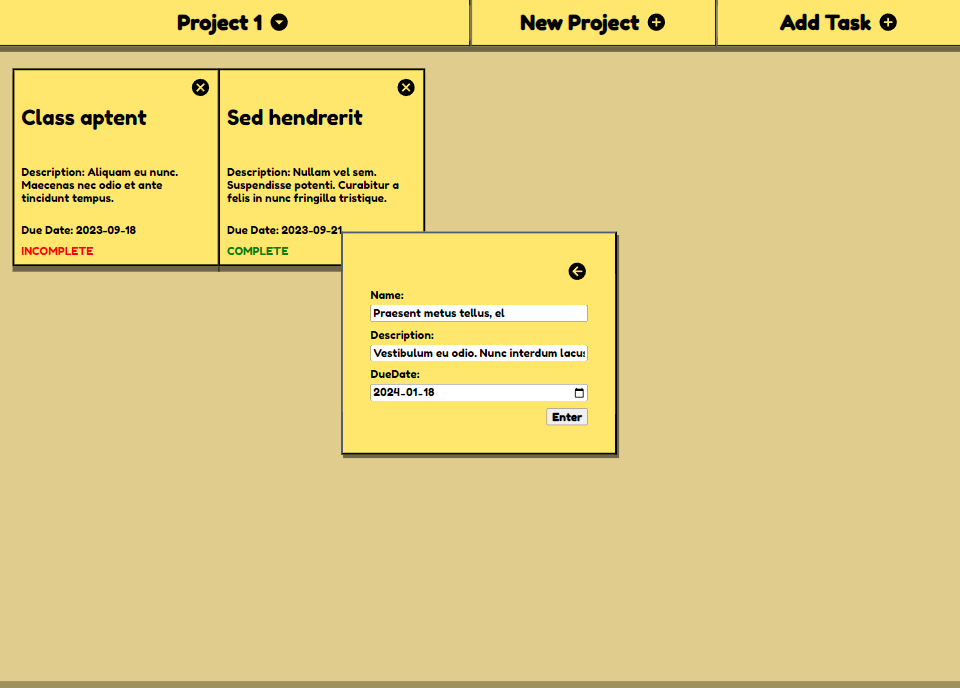 Project 1
New Project
Add Task
Class aptent
Description: Aliquam eu nunc.
Maecenas nec odio et ante
tincidunt tempus.
Due Date: 2023-09-18
INCOMPLETE
Sed hendrerit
Description: Nullam vel sem.
Suspendisse potenti. Curabitur a
felis in nunc fringilla tristique.
Due Date: 2023-09-21
COMPLETE
Name:
Praesent metus tellus, el
Description:
Vestibulum eu odio. Nunc interdum lacus
DueDate:
2024-01-18
Enter